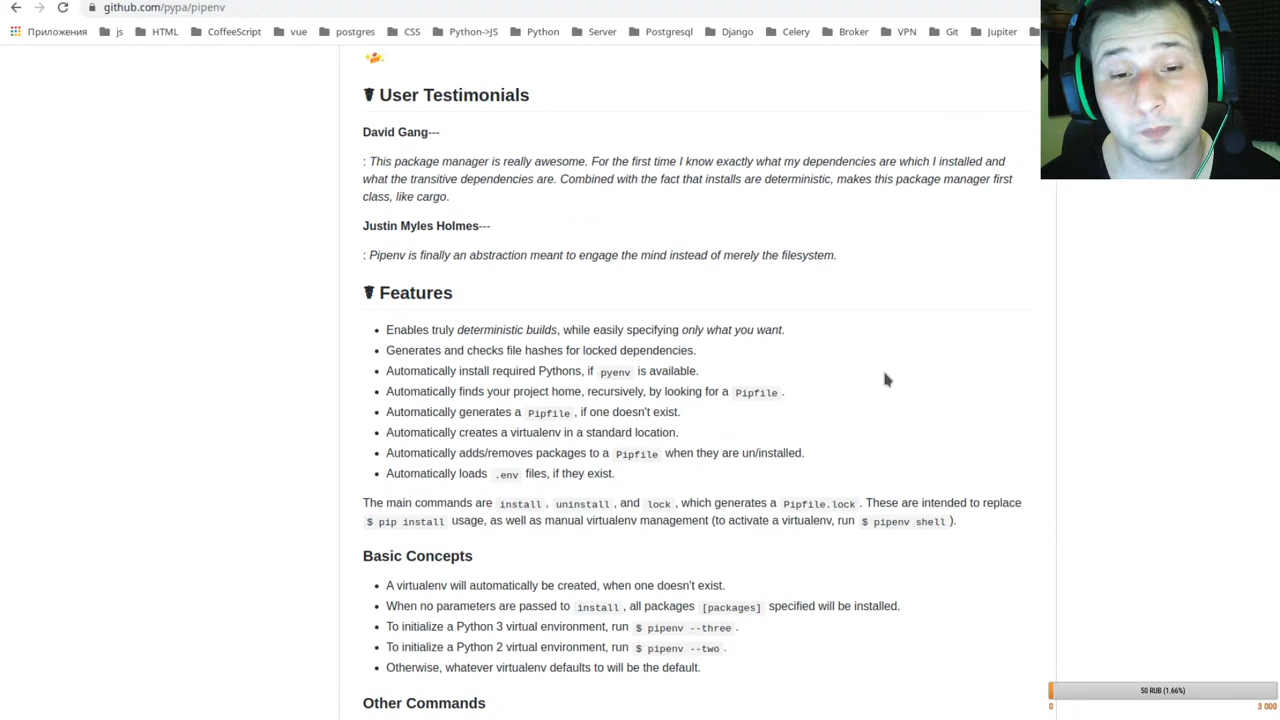 github.com/pypa/pipenv
Приложения js HTML CoffeeScript vue postgres CSS Python->JS Python Server Postgresql Django Celery Broker VPN Git Jupiter
User Testimonials
David Gang---
: This package manager is really awesome. For the first time I know exactly what my dependencies are which I installed and
what the transitive dependencies are. Combined with the fact that installs are deterministic, makes this package manager first
class, like cargo.
Justin Myles Holmes---
: Pipenv is finally an abstraction meant to engage the mind instead of merely the filesystem.
Features
Enables truly deterministic builds, while easily specifying only what you want.
Generates and checks file hashes for locked dependencies.
Automatically install required Pythons, if pyenv is available.
Automatically finds your project home, recursively, by looking for a Pipfile.
Automatically generates a Pipfile, if one doesn't exist.
Automatically creates a virtualenv in a standard location.
Automatically adds/removes packages to a Pipfile when they are un/installed.
Automatically loads .env files, if they exist.
The main commands are install, uninstall, and lock, which generates a Pipfile.lock. These are intended to replace
$ pip install usage, as well as manual virtualenv management (to activate a virtualenv, run $ pipenv shell).
Basic Concepts
A virtualenv will automatically be created, when one doesn't exist.
When no parameters are passed to install, all packages [packages] specified will be installed.
To initialize a Python 3 virtual environment, run $ pipenv --three.
To initialize a Python 2 virtual environment, run $ pipenv --two.
Otherwise, whatever virtualenv defaults to will be the default.
Other Commands
50 RUB (1.66%)
0 3 000